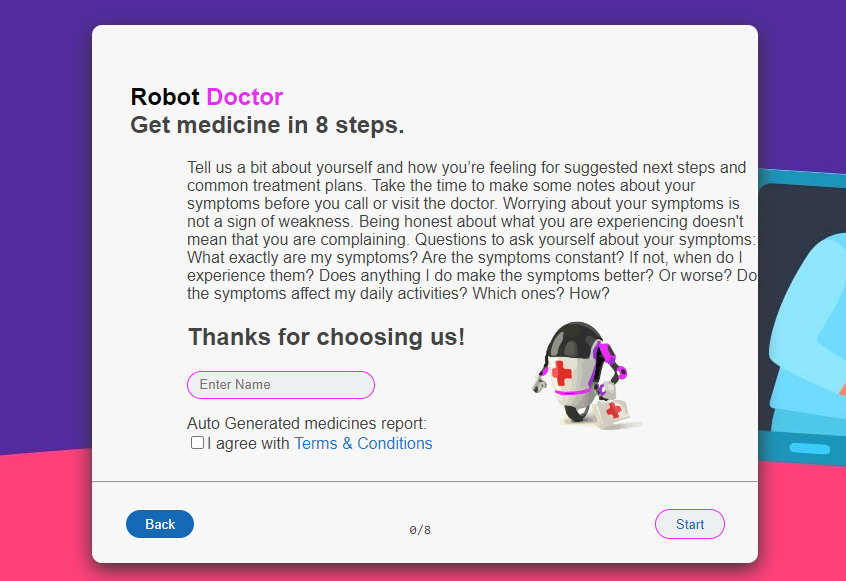 Robot Doctor
Get medicine in 8 steps.
Tell us a bit about yourself and how you’re feeling for suggested next steps and
common treatment plans. Take the time to make some notes about your
symptoms before you call or visit the doctor. Worrying about your symptoms is
not a sign of weakness. Being honest about what you are experiencing doesn't
mean that you are complaining. Questions to ask yourself about your symptoms:
What exactly are my symptoms? Are the symptoms constant? If not, when do I
experience them? Does anything I do make the symptoms better? Or worse? Do
the symptoms affect my daily activities? Which ones? How?
Thanks for choosing us!
Enter Name
Auto Generated medicines report:
I agree with Terms & Conditions
Back
0/8
Start